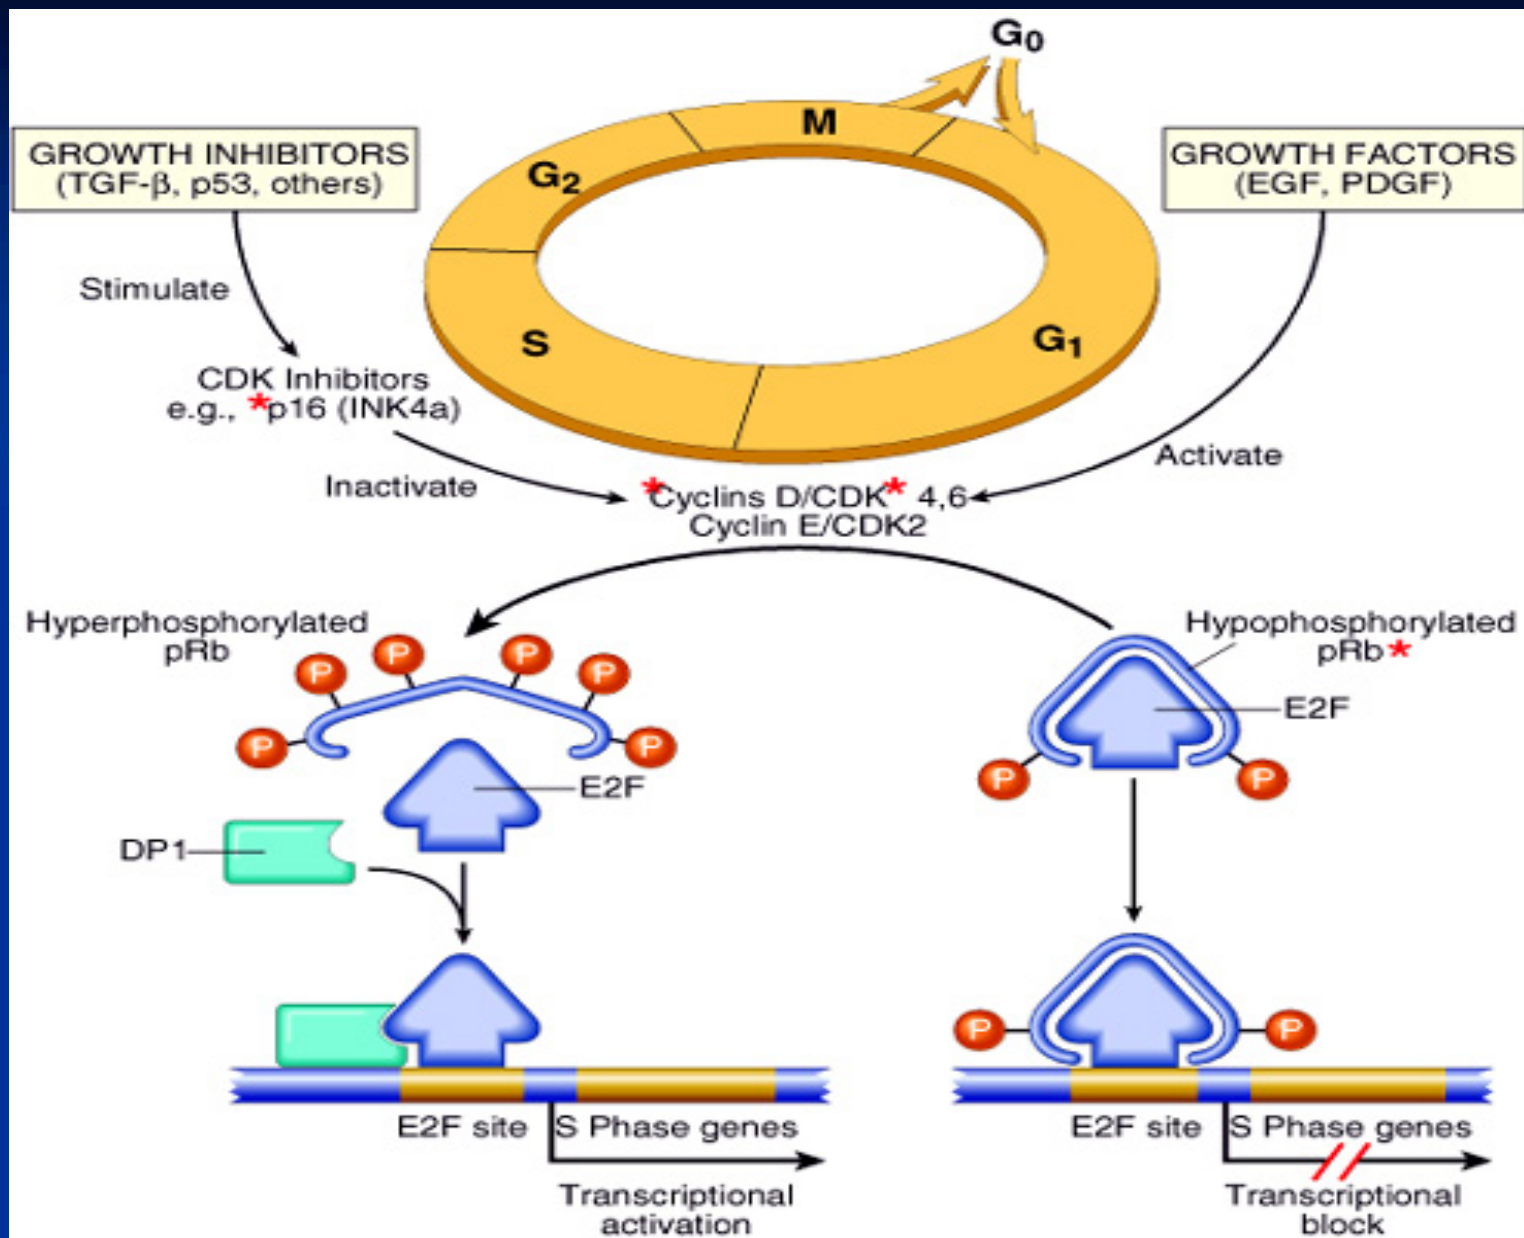 G0
M
G2
S
G1
GROWTH INHIBITORS
(TGF-β, p53, others)
GROWTH FACTORS
(EGF, PDGF)
Stimulate
CDK Inhibitors
e.g., *p16 (INK4a)
Inactivate
Activate
*Cyclins D/CDK* 4,6
Cyclin E/CDK2
Hyperphosphorylated
pRb
P
P
P
P
P
P
E2F
DP1
E2F site
S Phase genes
Transcriptional
activation
Hypophosphorylated
pRb*
E2F
P
P
P
P
E2F site
S Phase genes
Transcriptional
block